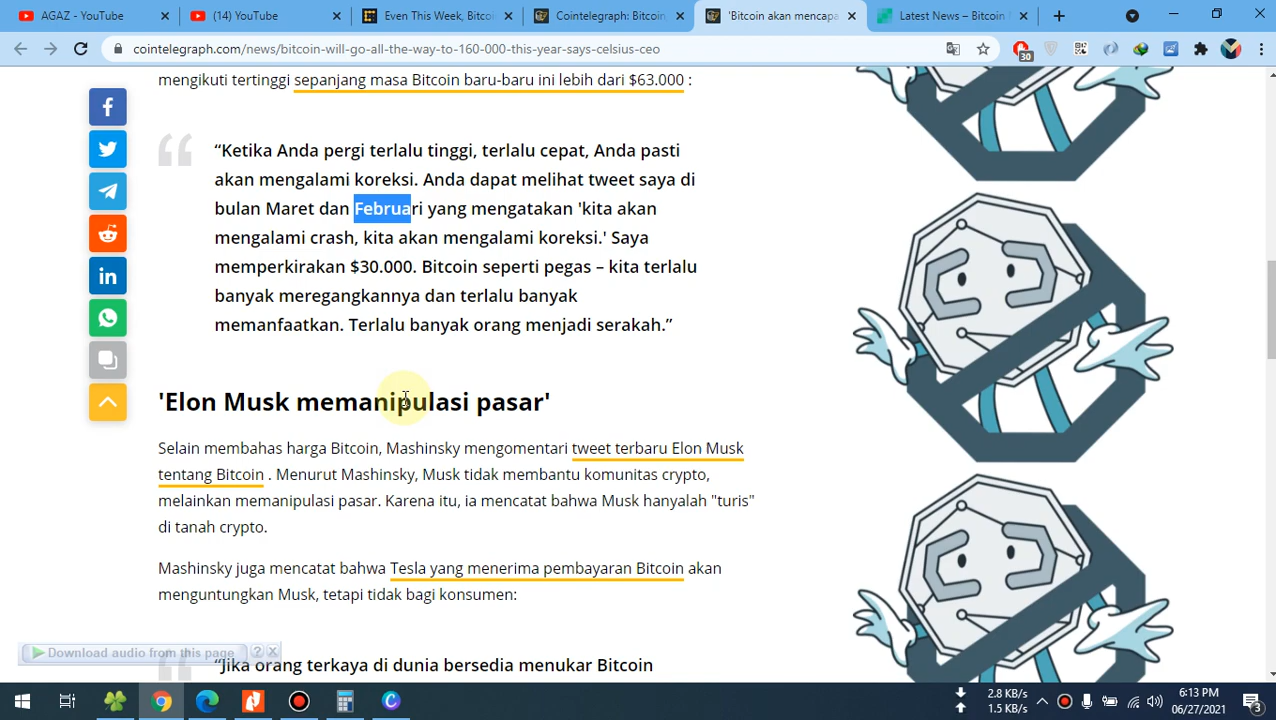 AGAZ - YouTube
(14) YouTube
Even This Week, Bitco
Cointelegraph: Bitcoin
'Bitcoin akan mencapa
Latest News – Bitcoin
cointelegraph.com/news/bitcoin-will-go-all-the-way-to-160-000-this-year-says-celsius-ceo
30
mengikuti tertinggi sepanjang masa Bitcoin baru-baru ini lebih dari $63.000 :
“Ketika Anda pergi terlalu tinggi, terlalu cepat, Anda pasti
akan mengalami koreksi. Anda dapat melihat tweet saya di
bulan Maret dan Februari yang mengatakan 'kita akan
mengalami crash, kita akan mengalami koreksi.' Saya
memperkirakan $30.000. Bitcoin seperti pegas – kita terlalu
banyak meregangkannya dan terlalu banyak
memanfaatkan. Terlalu banyak orang menjadi serakah.”
'Elon Musk memanipulasi pasar'
Selain membahas harga Bitcoin, Mashinsky mengomentari tweet terbaru Elon Musk
tentang Bitcoin . Menurut Mashinsky, Musk tidak membantu komunitas crypto,
melainkan memanipulasi pasar. Karena itu, ia mencatat bahwa Musk hanyalah "turis"
di tanah crypto.
Mashinsky juga mencatat bahwa Tesla yang menerima pembayaran Bitcoin akan
menguntungkan Musk, tetapi tidak bagi konsumen:
Download audio from this page ? x
“Jika orang terkaya di dunia bersedia menukar Bitcoin
2.8 KB/s
1.5 KB/s
6:13 PM
06/27/2021
3